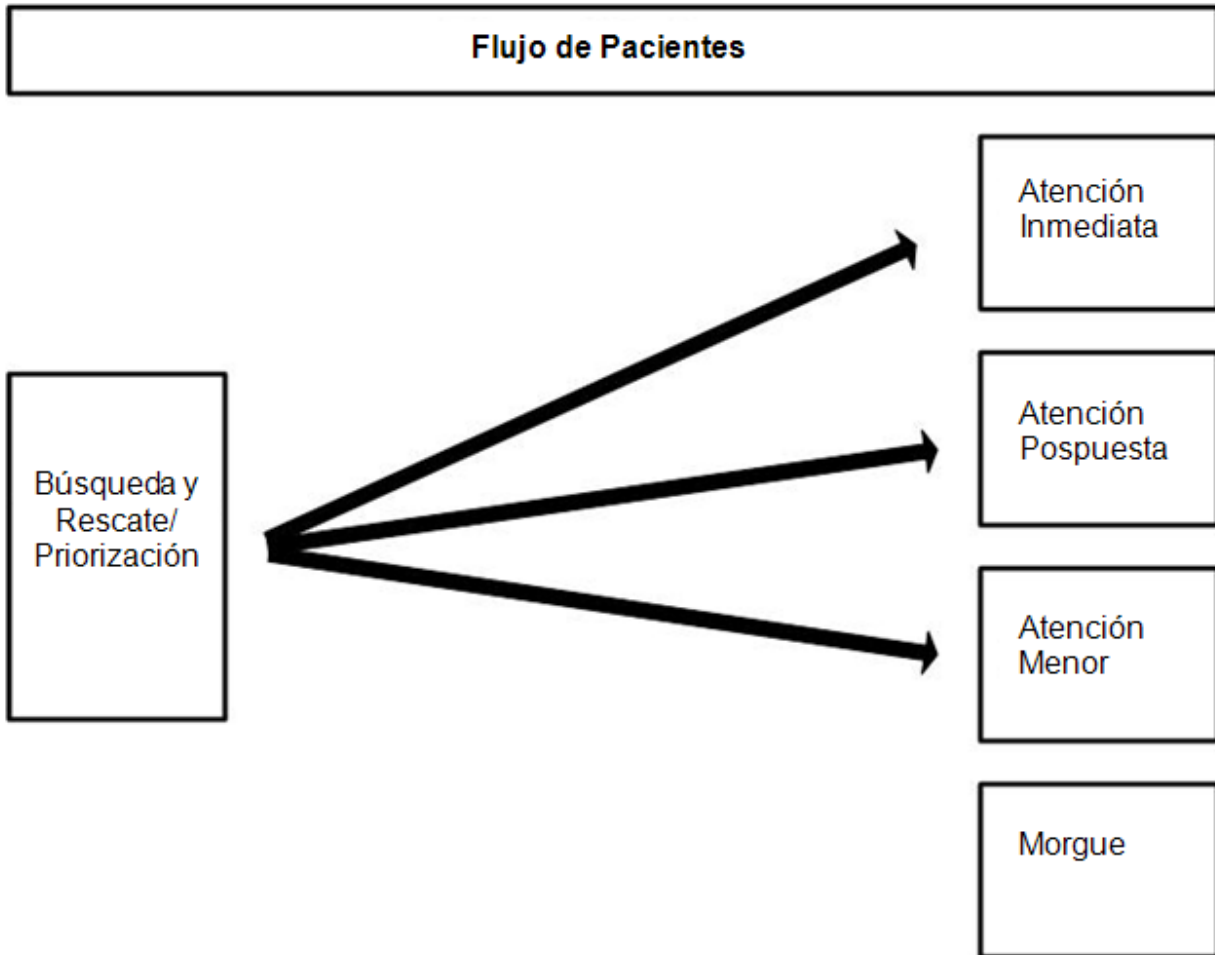 Flujo de Pacientes
Atención
Inmediata
Atención
Pospuesta
Búsqueda y
Rescate/
Priorización
Atención
Menor
Morgue